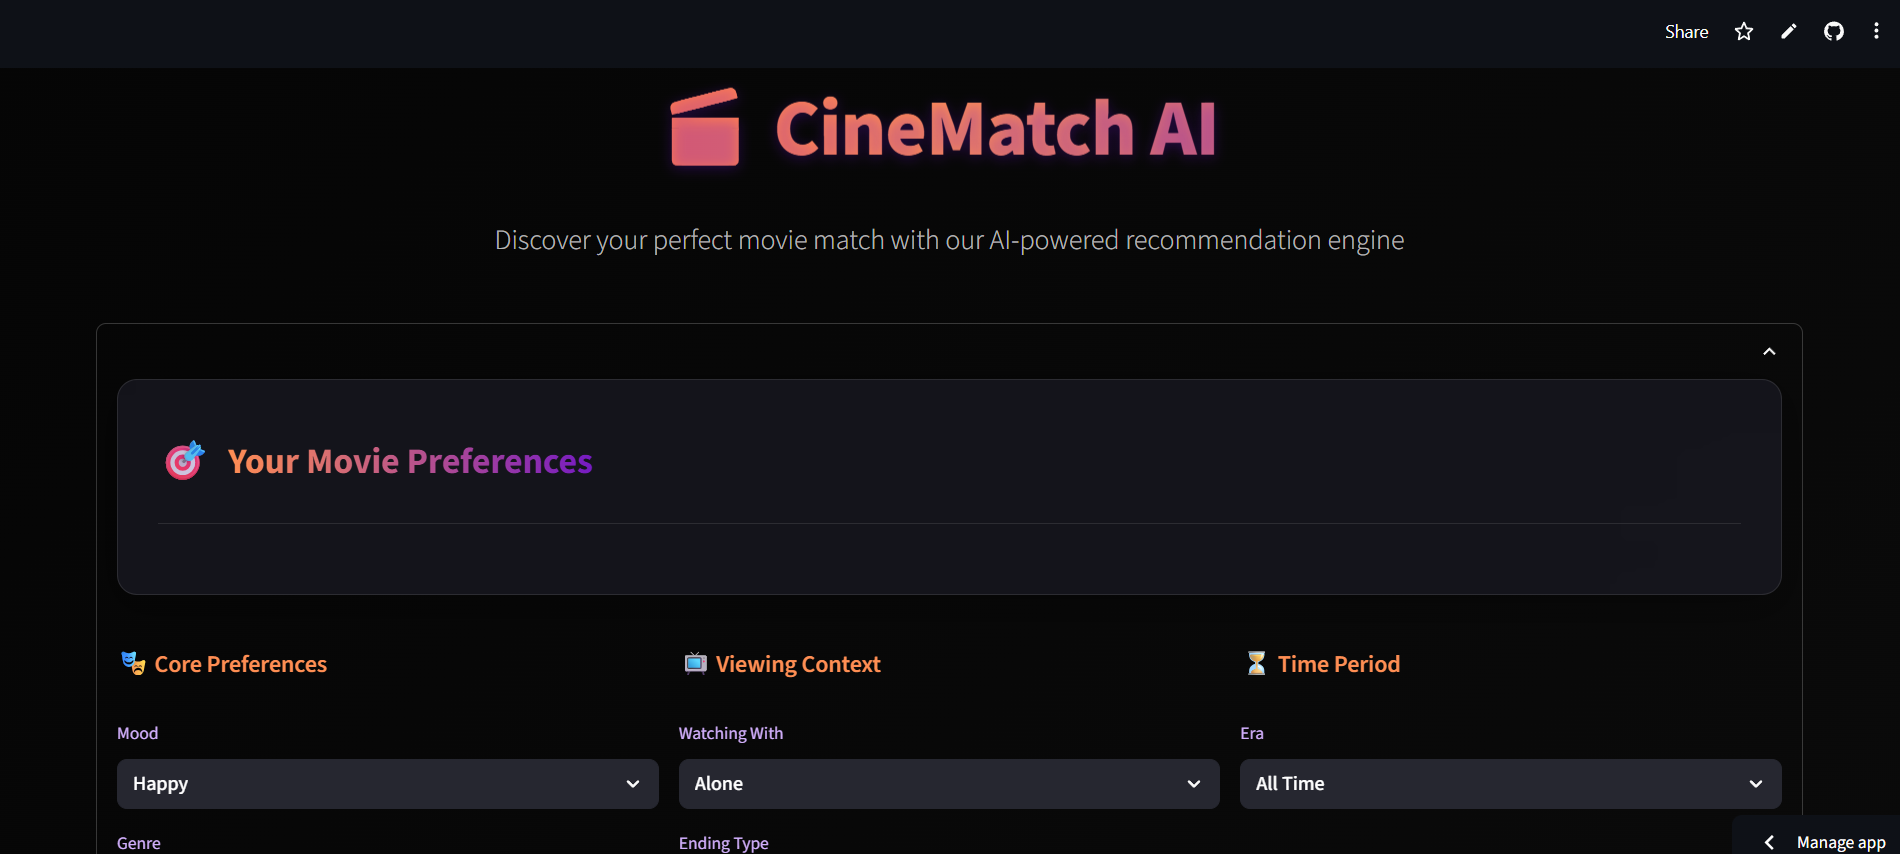 Share
CineMatch AI
Discover your perfect movie match with our AI-powered recommendation engine
Your Movie Preferences
Core Preferences
Viewing Context
Time Period
Mood
Watching With
Era
Happy
Alone
All Time
Genre
Ending Type
Manage app